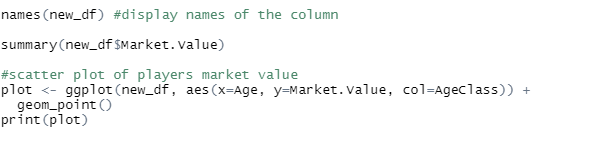 names(new_df) #display names of the column
summary(new_df$Market.Value)
#scatter plot of players market value
plot <- ggplot(new_df, aes(x=Age, y=Market.Value, col=AgeClass)) +
  geom_point()
print(plot)